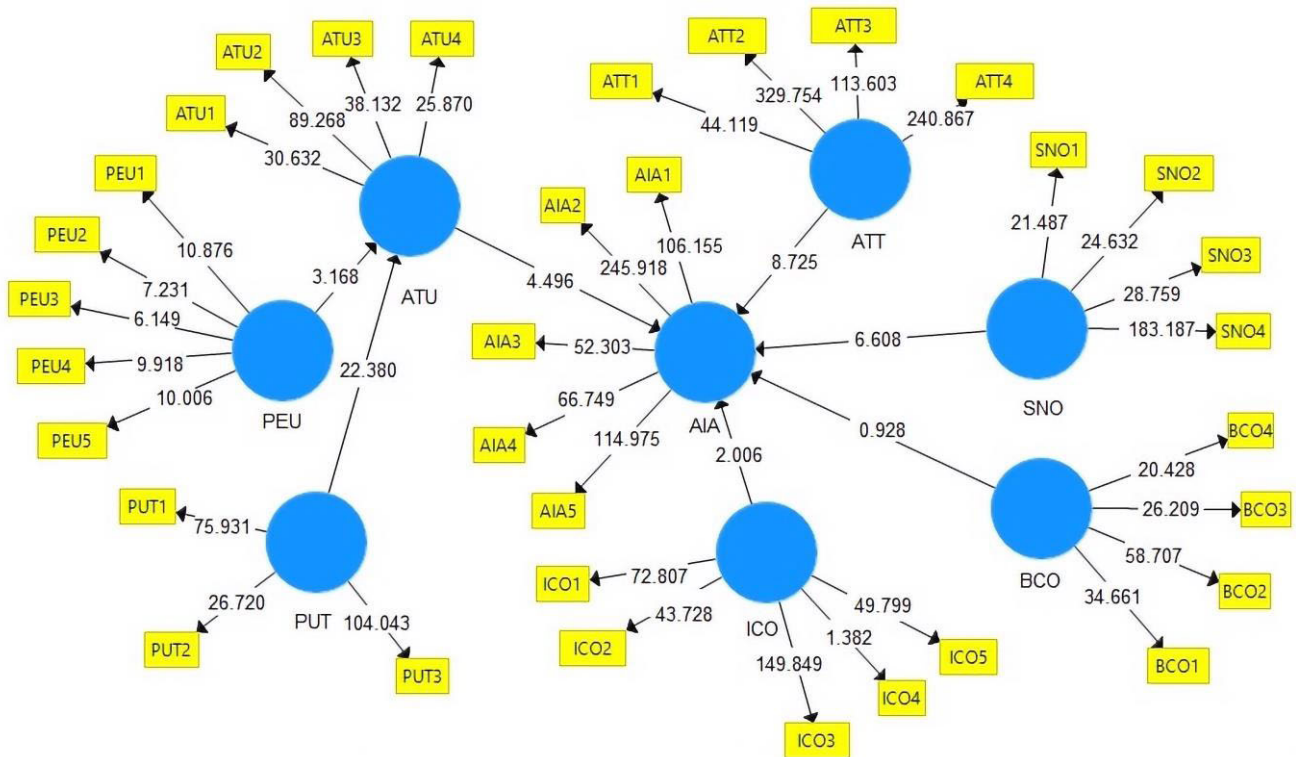 ATU3
ATU4
ATU2
ATU1
89.268
38.132
25.870
30.632
ATU
PEU1
PEU2
PEU3
PEU4
PEU5
10.876
7.231
6.149
9.918
10.006
PEU
3.168
22.380
4.496
PUT1
75.931
26.720
PUT2
104.043
PUT3
PUT
ATT3
ATT2
ATT1
ATT4
329.754
113.603
44.119
240.867
ATT
8.725
AIA1
AIA2
106.155
245.918
AIA3
52.303
66.749
AIA4
114.975
AIA5
AIA
SNO1
SNO2
21.487
24.632
SNO3
28.759
183.187
SNO4
SNO
6.608
0.928
2.006
BCO4
20.428
26.209
BCO3
58.707
BCO2
34.661
BCO1
BCO
ICO1
72.807
43.728
ICO2
149.849
ICO3
1.382
ICO4
49.799
ICO5
ICO